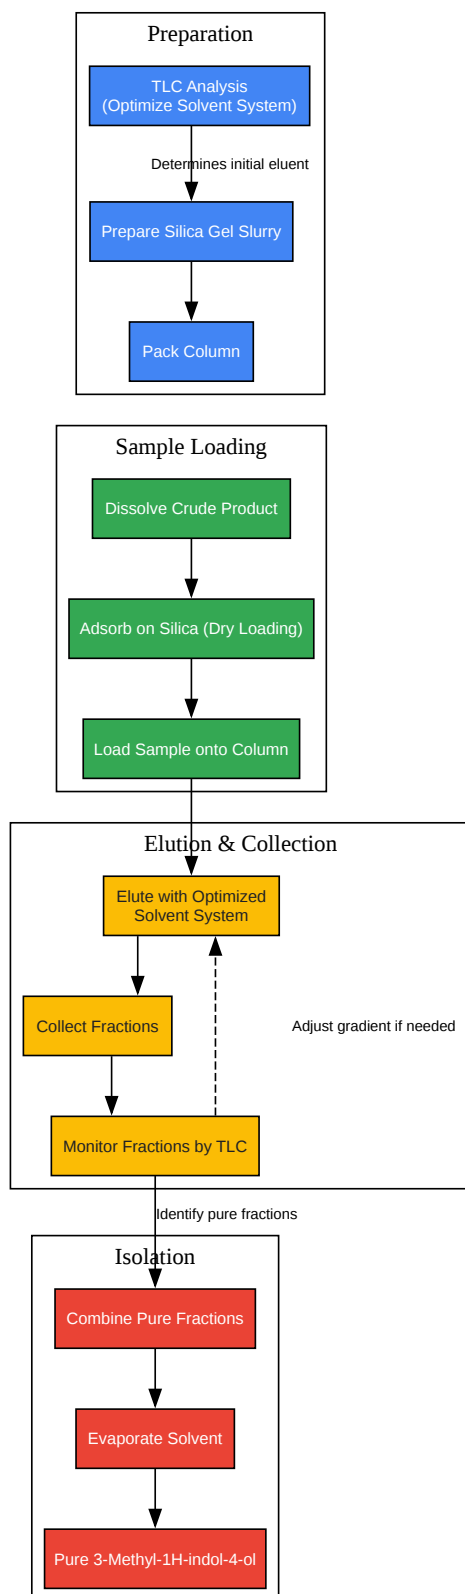 Preparation
TLC Analysis
(Optimize Solvent System)
Determines initial eluent
Prepare Silica Gel Slurry
Pack Column
Sample Loading
Dissolve Crude Product
Adsorb on Silica (Dry Loading)
Load Sample onto Column
Elution & Collection
Elute with Optimized
Solvent System
Collect Fractions
Adjust gradient if needed
Monitor Fractions by TLC
Identify pure fractions
Isolation
Combine Pure Fractions
Evaporate Solvent
Pure 3-Methyl-1H-indol-4-ol